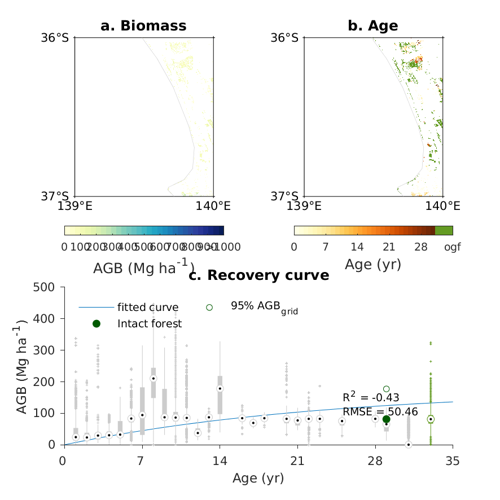 a. Biomass
b. Age
36°S
37°S
139°E
140°E
36°S
37°S
139°E
140°E
0 100 200 300 400 500 600 700 800 900 >1000
AGB (Mg ha-1)
0 7 14 21 28 ogf
Age (yr)
c. Recovery curve
500
400
300
200
100
0
AGB (Mg ha-1)
fitted curve
Intact forest
95% AGBgrid
R2 = -0.43
RMSE = 50.46
0 7 14 21 28 35
Age (yr)